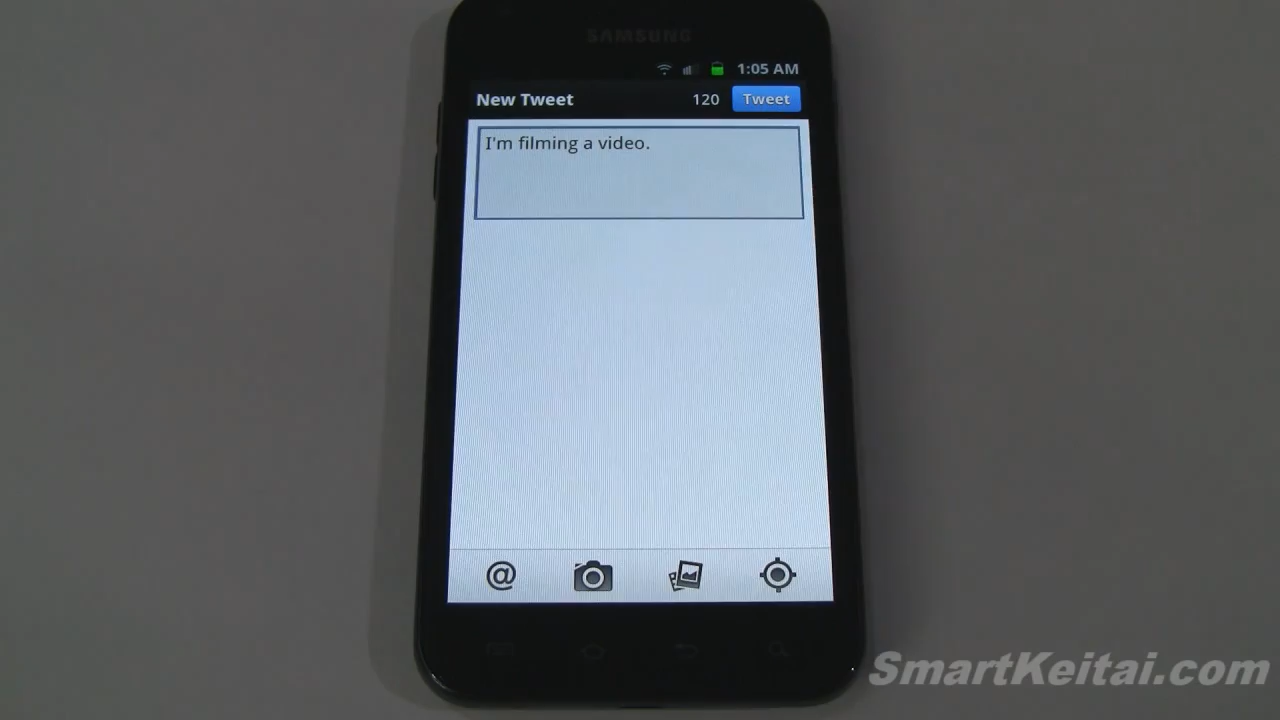 SAMSUNG
1:05 AM
New Tweet 120 Tweet
I'm filming a video.
@
SmartKeitai.com